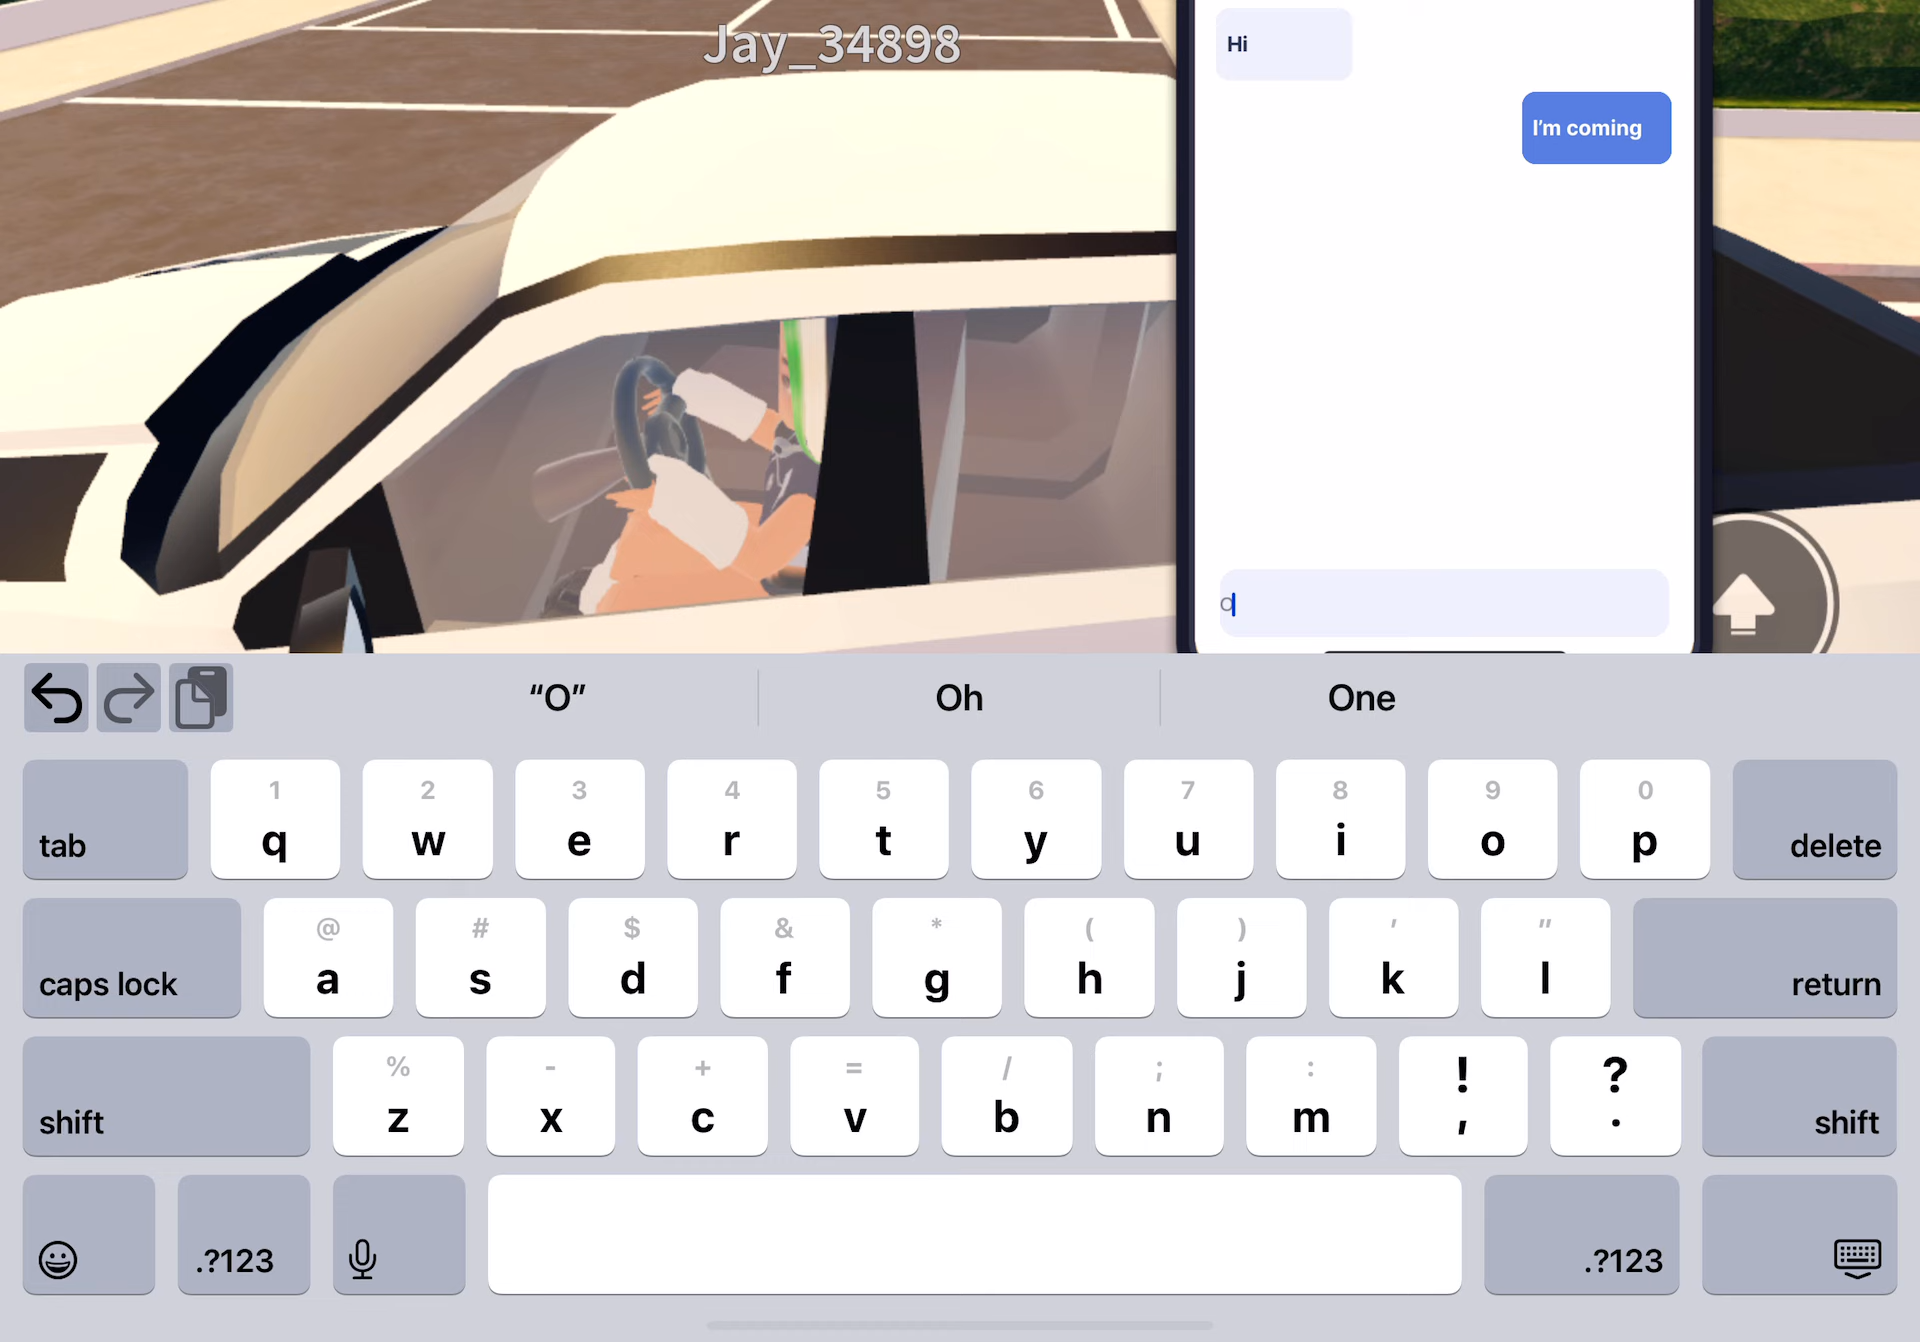 Jay_34898
Hi
I'm coming
O
“O” Oh One
tab 1 q 2 w 3 e 4 r 5 t 6 y 7 u 8 i 9 o 0 p delete
caps lock @ a # s $ d & f * g ( h ) j ' k " l return
shift % z - x + c = v / b ; n : m ! , ? . shift
.?123 .?123